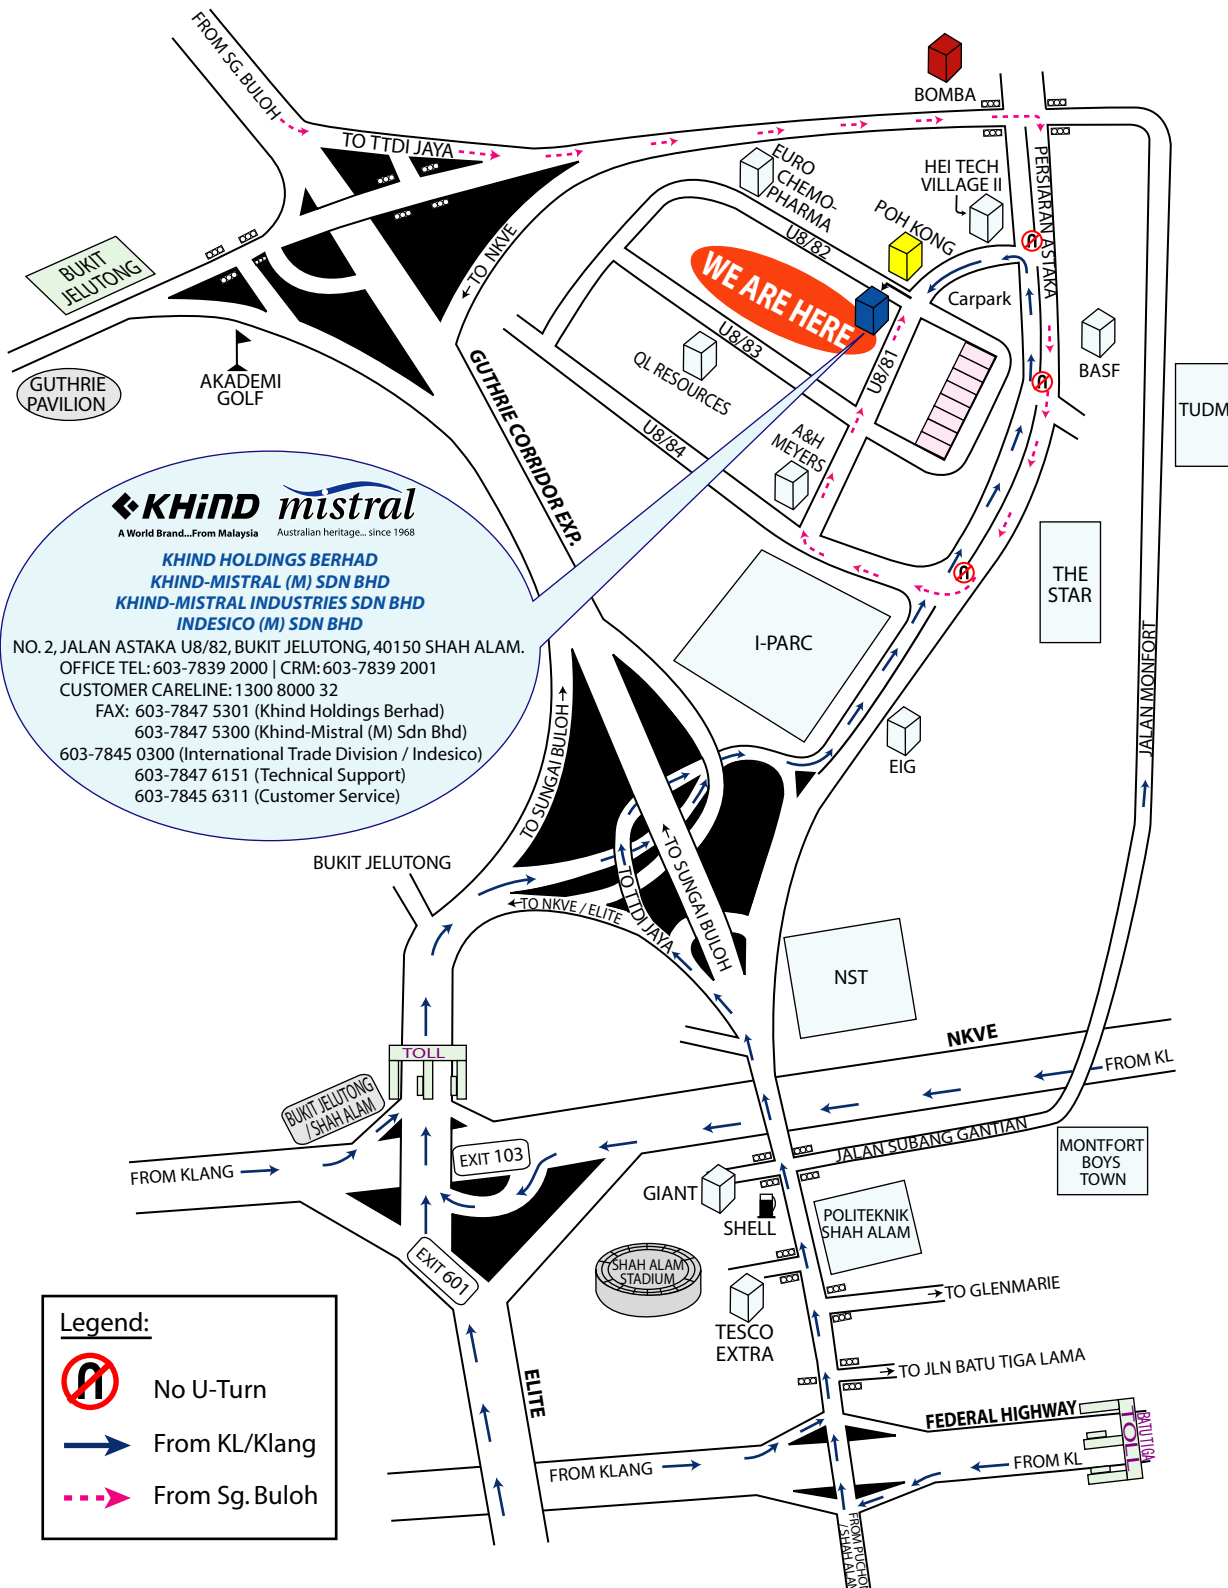 FROM SG. BULOH
TO TTDI JAYA
BOMBA
EURO
CHEMO-
PHARMA
HEI TECH
VILLAGE II
POH KONG
PERSIARAN ASTAKA
U8/82
TO NKVE
BUKIT
JELUTONG
WE ARE HERE
Carpark
U8/83
U8/81
QL RESOURCES
BASF
TUDM
GUTHRIE
PAVILION
AKADEMI
GOLF
GUTHRIE CORRIDOR EXP.
U8/84
A&H
MEYERS
KHIND
A World Brand...From Malaysia
mistral
Australian heritage... since 1968
KHIND HOLDINGS BERHAD
KHIND-MISTRAL (M) SDN BHD
KHIND-MISTRAL INDUSTRIES SDN BHD
INDESICO (M) SDN BHD
NO. 2, JALAN ASTAKA U8/82, BUKIT JELUTONG, 40150 SHAH ALAM.
OFFICE TEL: 603-7839 2000 | CRM: 603-7839 2001
CUSTOMER CARELINE: 1300 8000 32
FAX: 603-7847 5301 (Khind Holdings Berhad)
603-7847 5300 (Khind-Mistral (M) Sdn Bhd)
603-7845 0300 (International Trade Division / Indesico)
603-7847 6151 (Technical Support)
603-7845 6311 (Customer Service)
THE
STAR
I-PARC
JALAN MONFORT
EIG
TO SUNGAI BULOH
BUKIT JELUTONG
TO NKVE / ELITE
TO TTDI JAYA
TO SUNGAI BULOH
NST
NKVE
FROM KL
TOLL
BUKIT JELUTONG
/ SHAH ALAM
FROM KLANG
EXIT 103
JALAN SUBANG GANTIAN
MONTFORT
BOYS
TOWN
GIANT
SHELL
POLITEKNIK
SHAH ALAM
EXIT 601
SHAH ALAM
STADIUM
TO GLENMARIE
TESCO
EXTRA
TO JLN BATU TIGA LAMA
ELITE
FEDERAL HIGHWAY
BATU TIGA
TOLL
FROM KLANG
FROM KL
FROM PUCHONG
/ SHAH ALAM
Legend:
No U-Turn
From KL/Klang
From Sg. Buloh